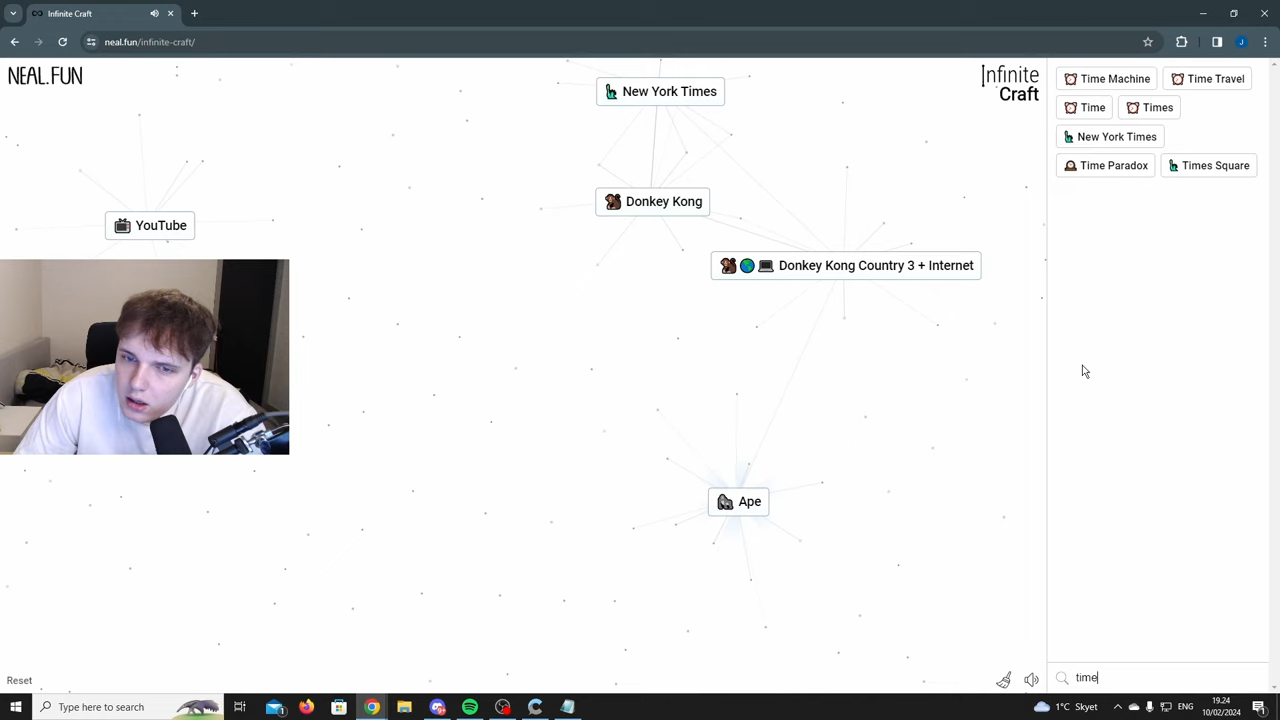 Infinite Craft
neal.fun/infinite-craft/
NEAL.FUN
Infinite
Craft
New York Times
Donkey Kong
YouTube
Donkey Kong Country 3 + Internet
Ape
Time Machine
Time Travel
Time
Times
New York Times
Time Paradox
Times Square
Reset
time
Type here to search
1
1°C Skyet
ENG
19.24
10/02/2024
J